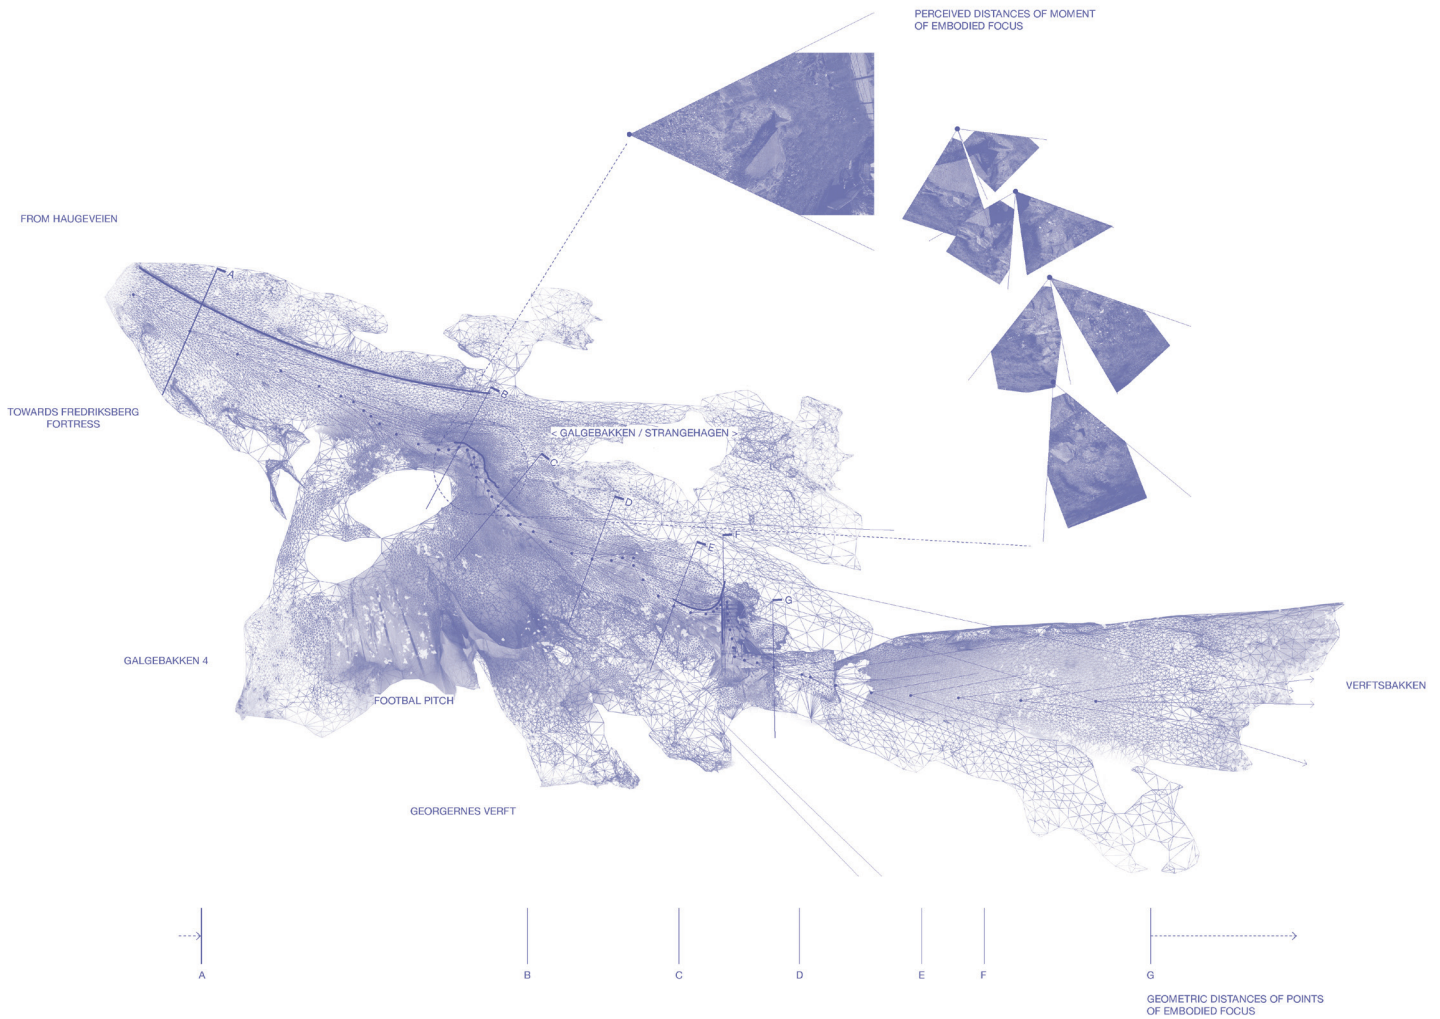 PERCEIVED DISTANCES OF MOMENT
OF EMBODIED FOCUS
FROM HAUGEVEIEN
A
B
TOWARDS FREDRIKSBERG
FORTRESS
< GALGEBAKKEN / STRANGEHAGEN >
C
D
F
E
G
GALGEBAKKEN 4
VERFTSBAKKEN
FOOTBAL PITCH
GEORGERNES VERFT
A
B
C
D
E
F
G
GEOMETRIC DISTANCES OF POINTS
OF EMBODIED FOCUS